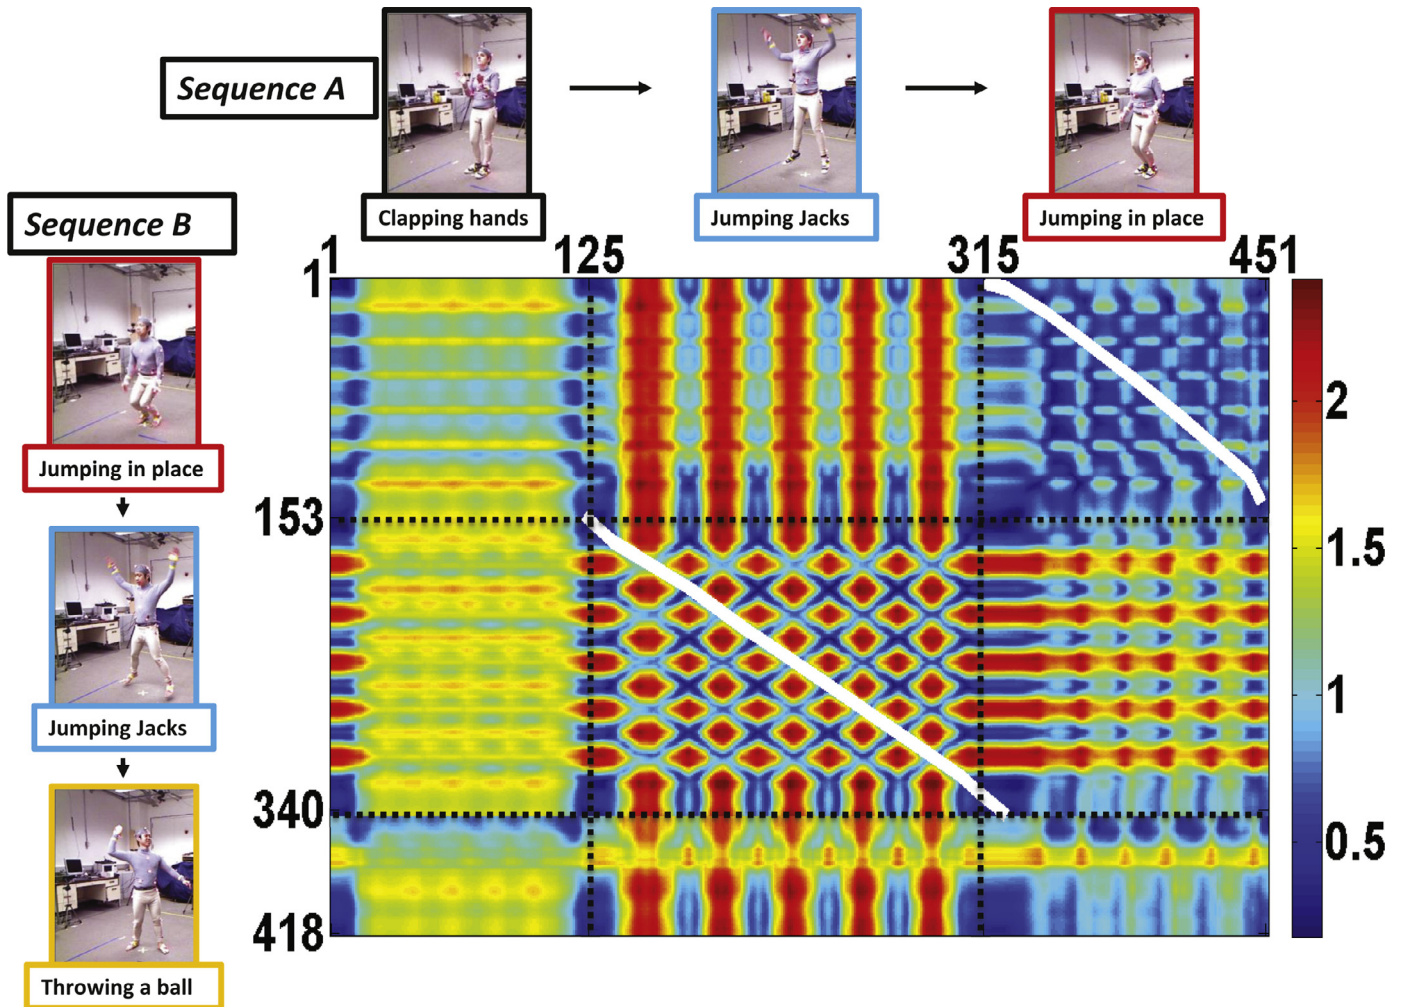 Sequence A
Clapping hands
Jumping Jacks
Jumping in place
Sequence B
Jumping in place
Jumping Jacks
Throwing a ball
1
125
315
451
1
153
340
418
2
1.5
1
0.5